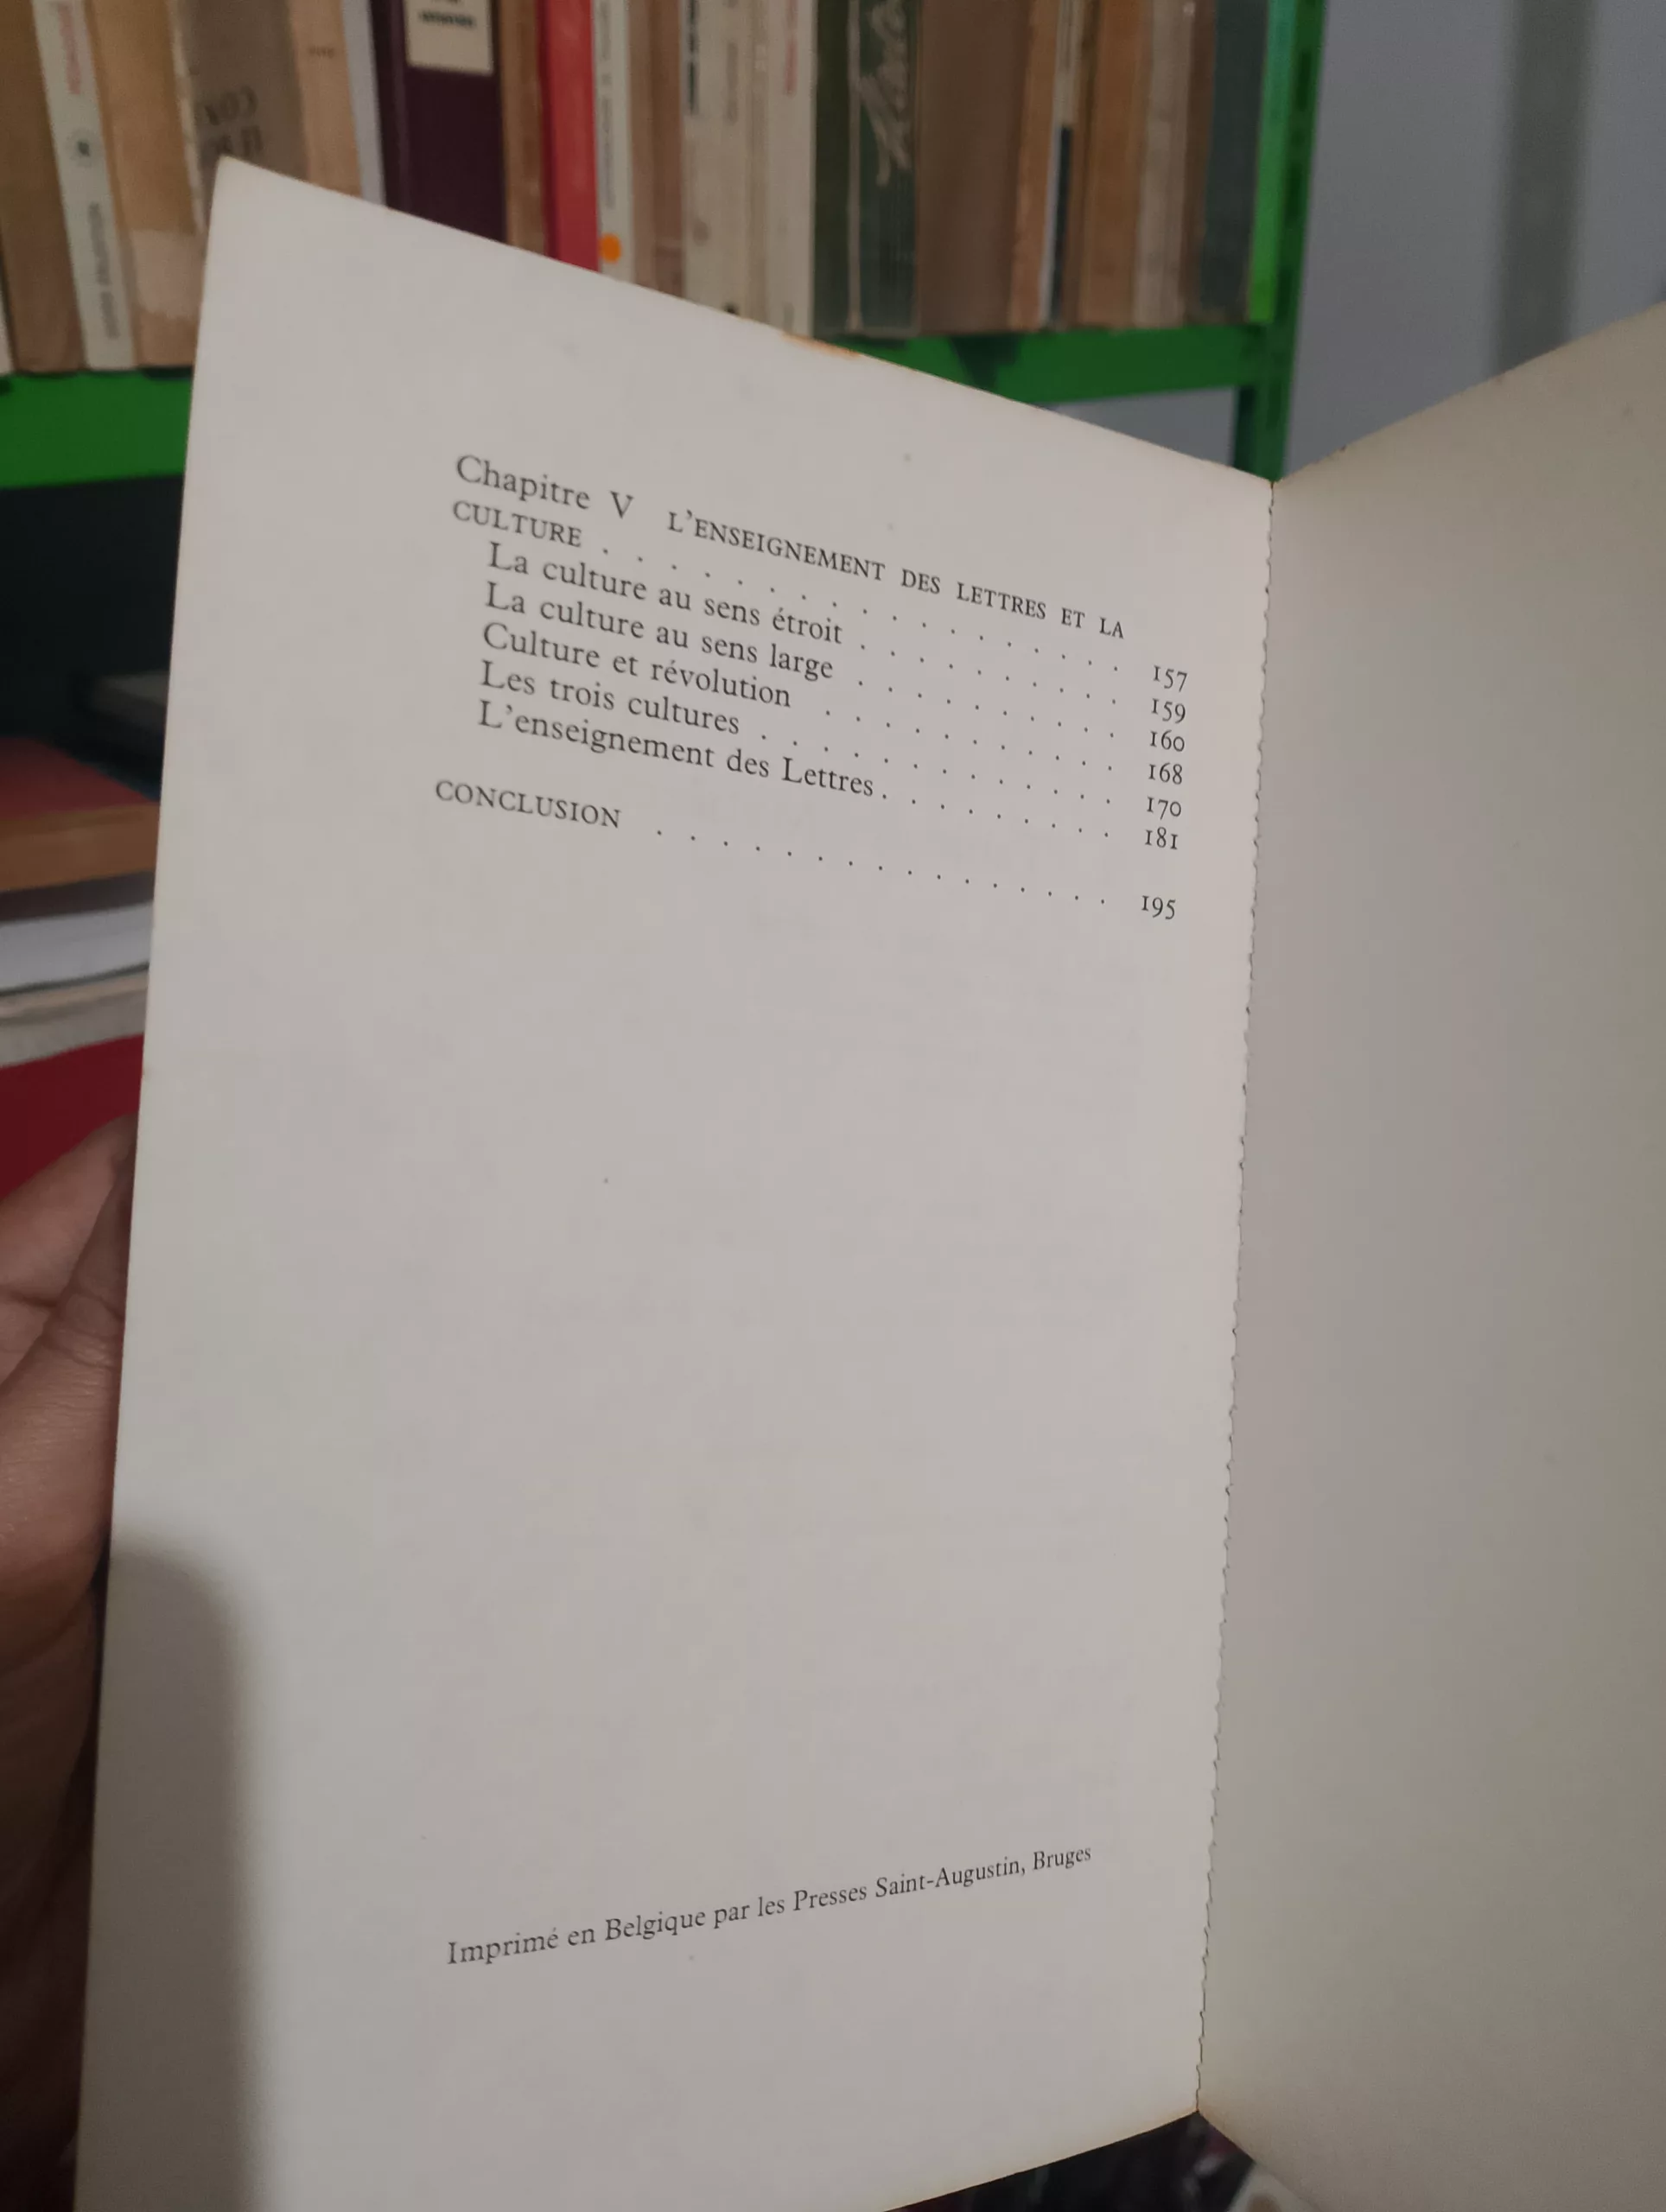 Chapitre V L'ENSEIGNEMENT DES LETTRES ET LA
CULTURE . . . . . . . . . . . . . . . . . 157
La culture au sens étroit . . . . . . . . . . 159
La culture au sens large . . . . . . . . . . 160
Culture et révolution . . . . . . . . . . . 168
Les trois cultures . . . . . . . . . . . . . 170
L'enseignement des Lettres . . . . . . . . . 181
CONCLUSION . . . . . . . . . . . . . . . 195
Imprimé en Belgique par les Presses Saint-Augustin, Bruges